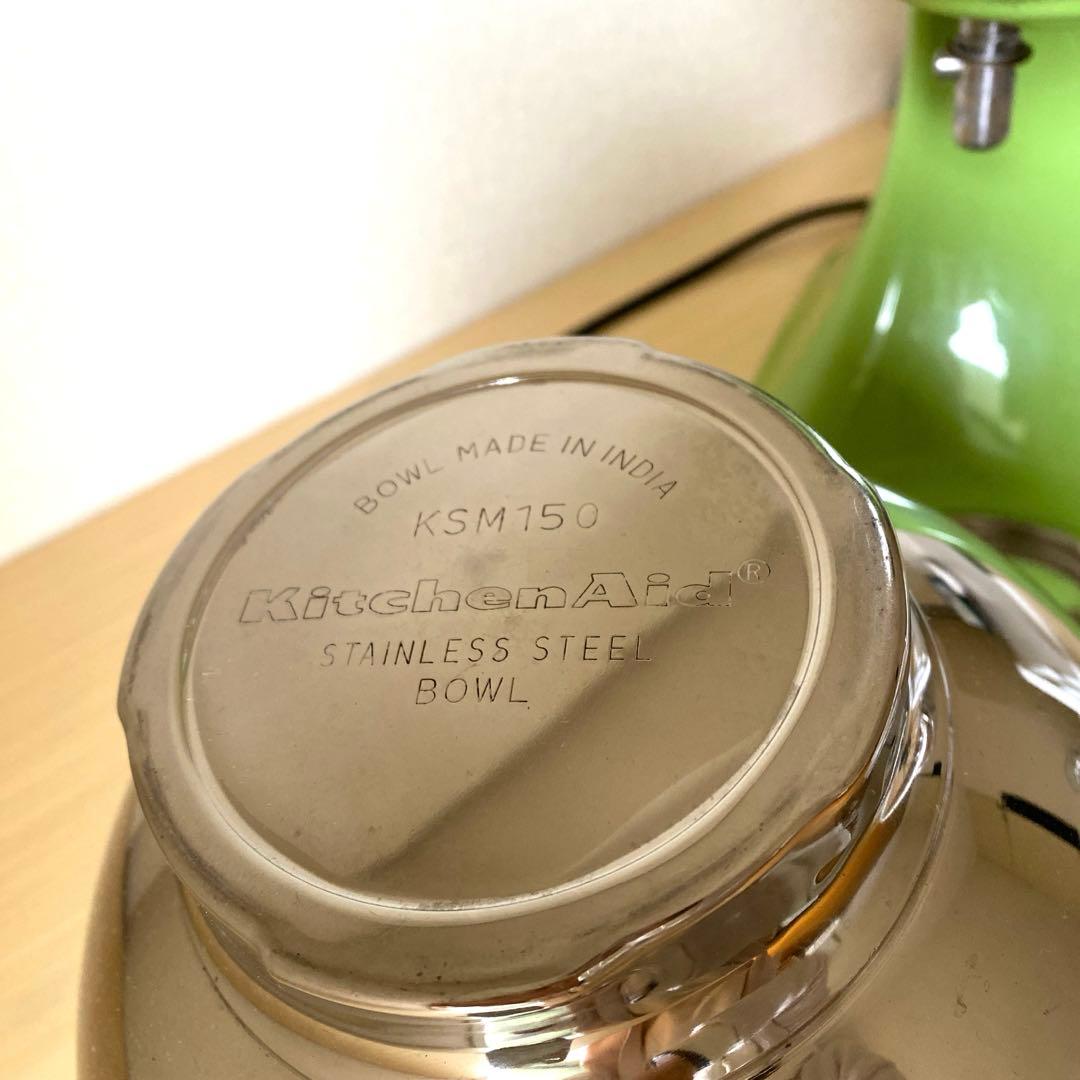 BOWL MADE IN INDIA
KSM150
KitchenAid®
STAINLESS STEEL
BOWL